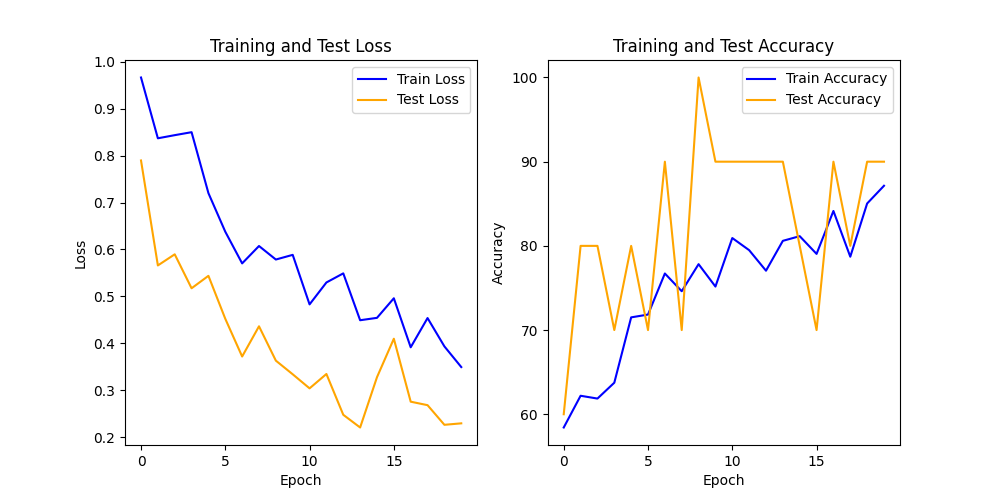 Training and Test Loss
Train Loss
Test Loss
1.0
0.9
0.8
0.7
0.6
0.5
0.4
0.3
0.2
Loss
0 5 10 15
Epoch
Training and Test Accuracy
Train Accuracy
Test Accuracy
100
90
80
70
60
Accuracy
0 5 10 15
Epoch